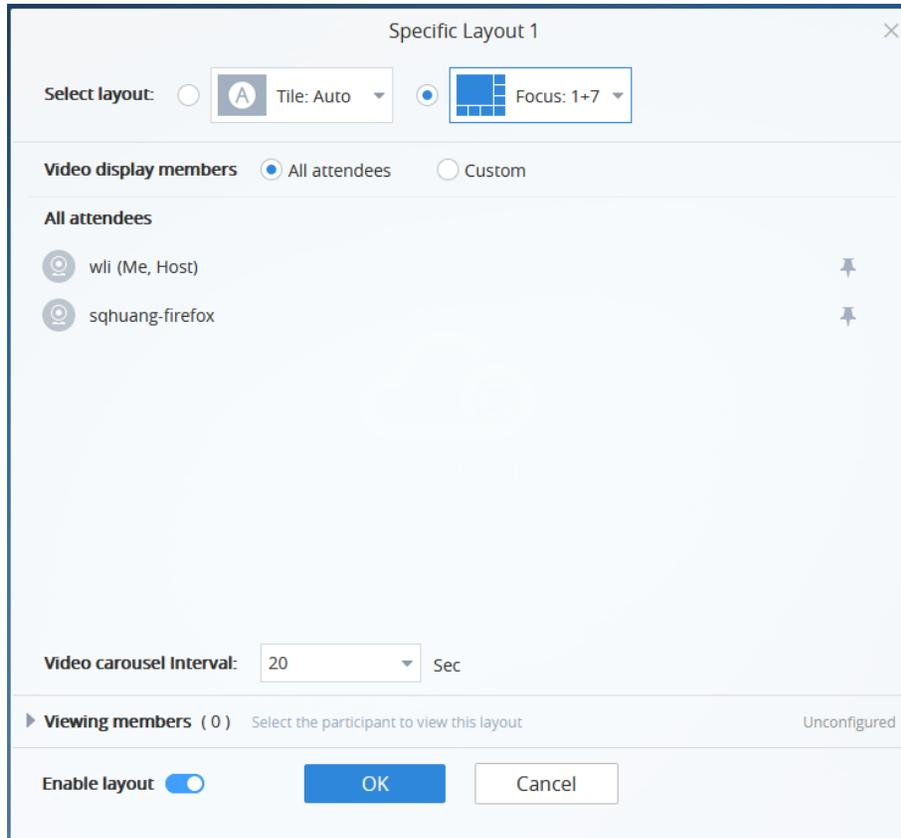 Specific Layout 1
Select layout: A Tile: Auto Focus: 1+7
Video display members All attendees Custom
All attendees
wli (Me, Host)
sqhuang-firefox
Video carousel Interval: 20 Sec
Viewing members ( 0 ) Select the participant to view this layout Unconfigured
Enable layout OK Cancel